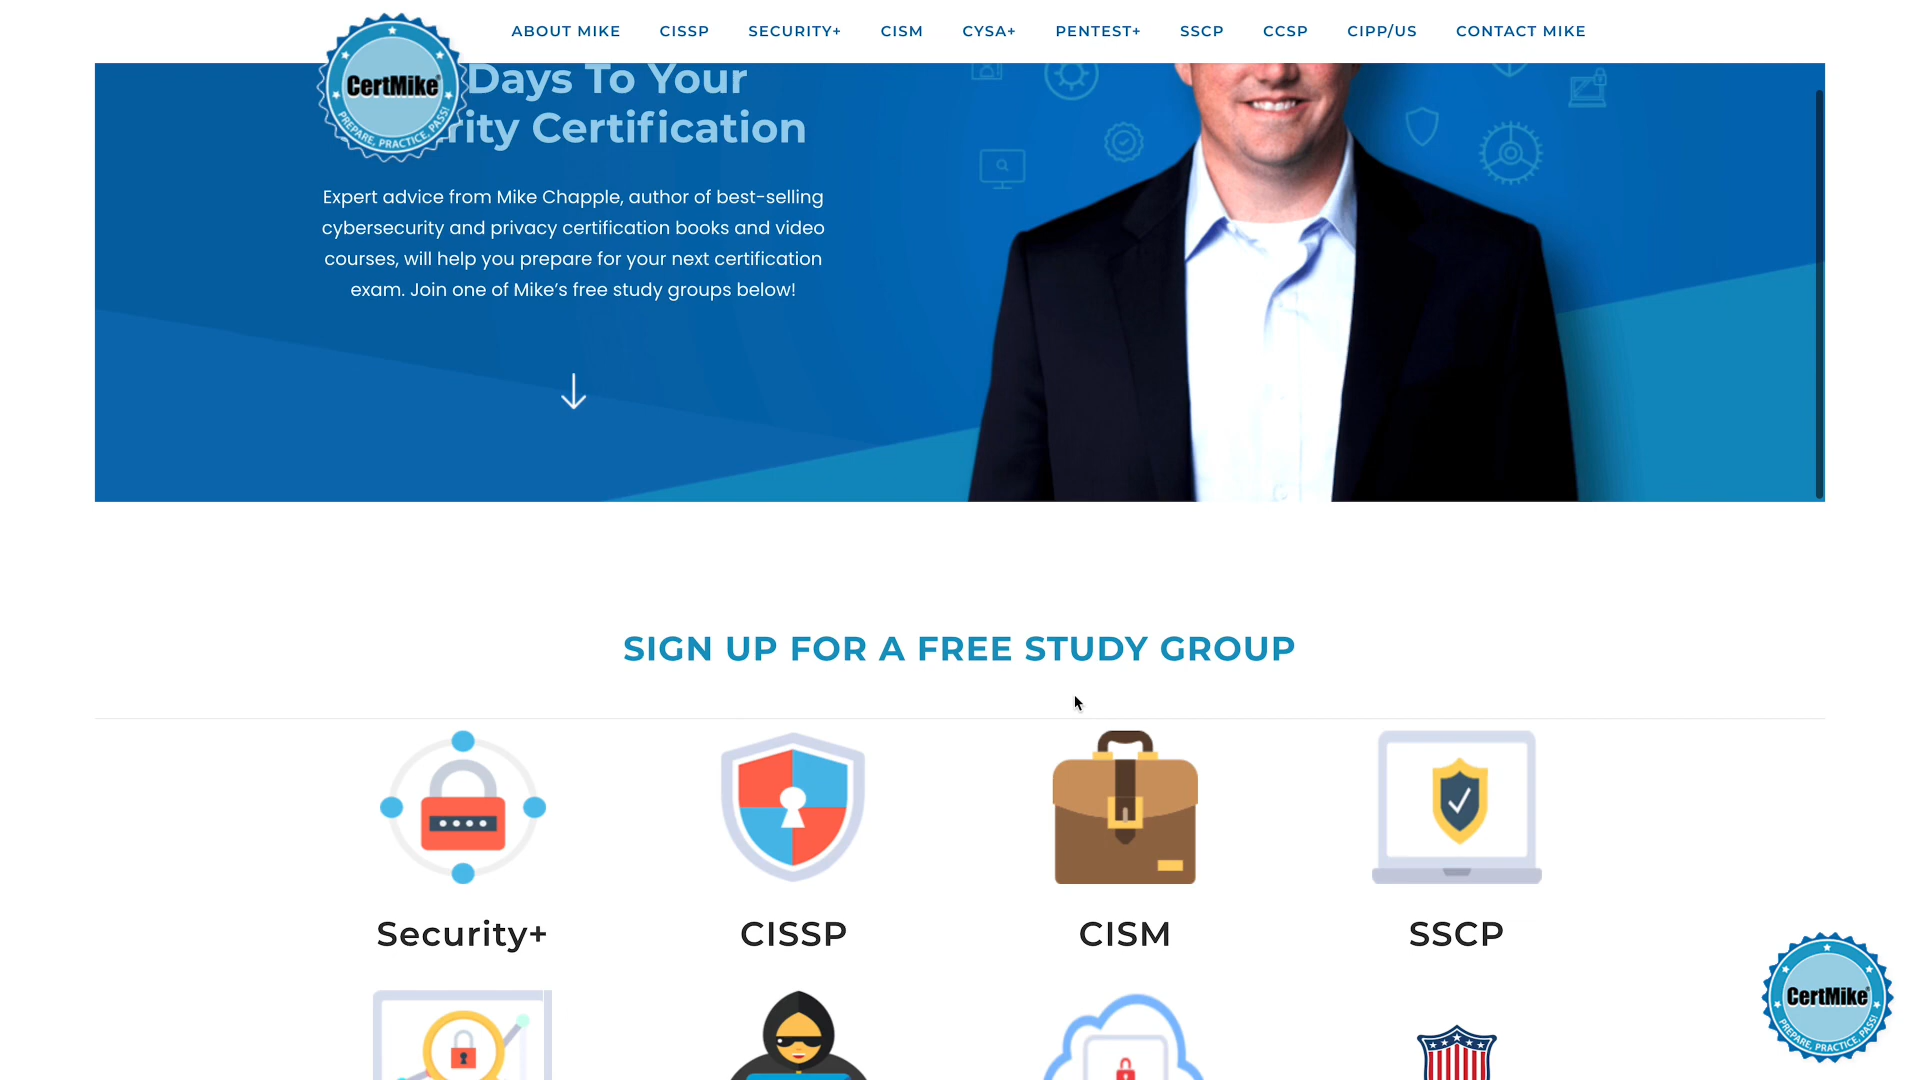 ABOUT MIKE CISSP SECURITY+ CISM CYSA+ PENTEST+ SSCP CCSP CIPP/US CONTACT MIKE
CertMike
PREPARE, PRACTICE, PASS!
Days To Your
rity Certification
Expert advice from Mike Chapple, author of best-selling
cybersecurity and privacy certification books and video
courses, will help you prepare for your next certification
exam. Join one of Mike’s free study groups below!
SIGN UP FOR A FREE STUDY GROUP
Security+ CISSP CISM SSCP
CertMike
PREPARE, PRACTICE, PASS!